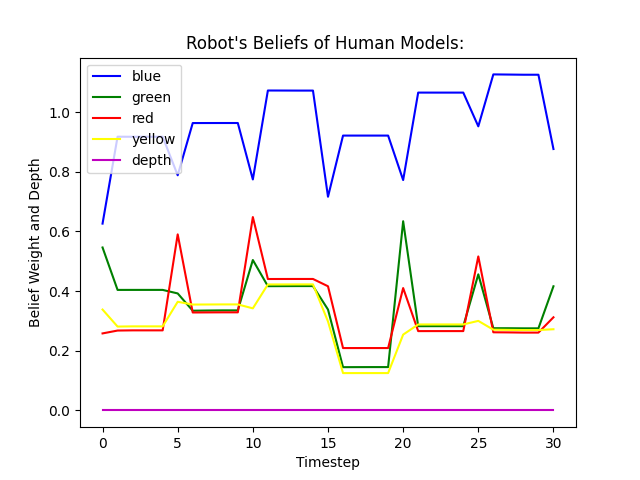 Robot's Beliefs of Human Models:
blue
green
red
yellow
depth
Belief Weight and Depth
1.0
0.8
0.6
0.4
0.2
0.0
0 5 10 15 20 25 30
Timestep